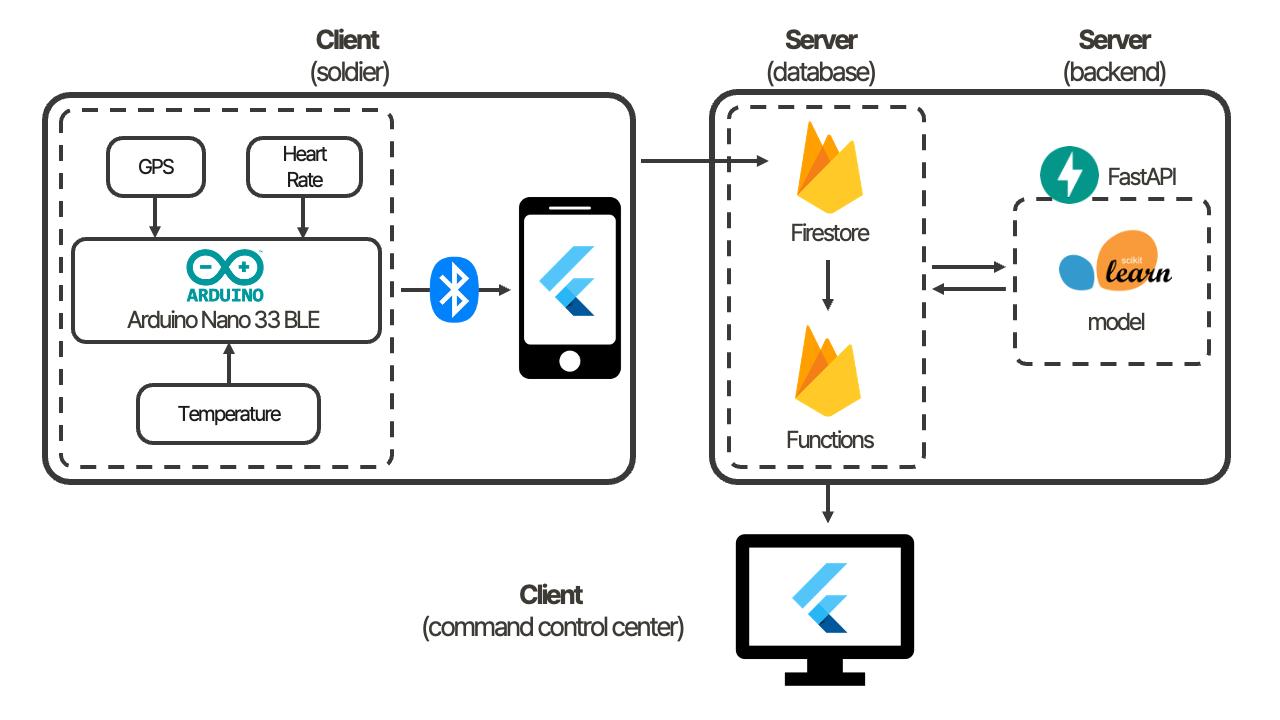 Client
(soldier)
Server
(database)
Server
(backend)
GPS
Heart
Rate
ARDUINO
Arduino Nano 33 BLE
Temperature
Firestore
Functions
FastAPI
scikit
learn
model
Client
(command control center)